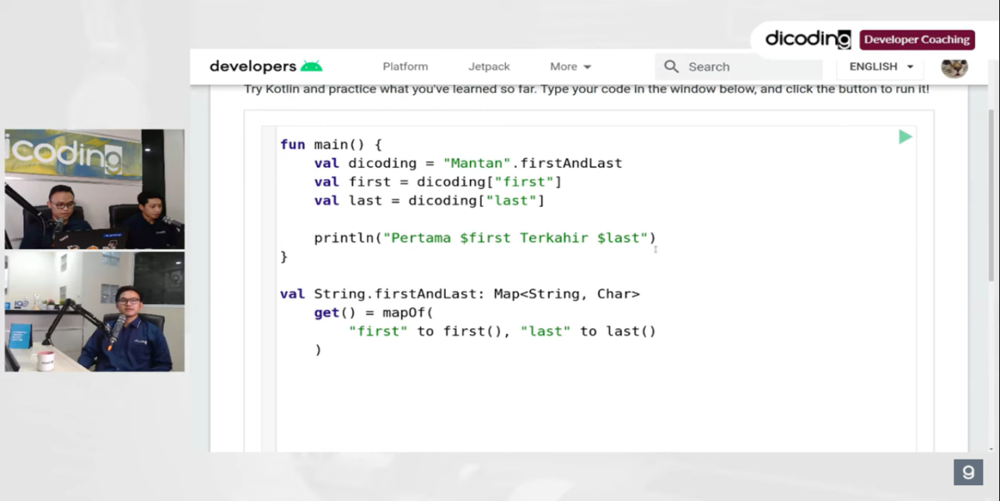 dicoding Developer Coaching
developers Platform Jetpack More Search ENGLISH
Try Kotlin and practice what you've learned so far. Type your code in the window below, and click the button to run it!
fun main() {
val dicoding = "Mantan".firstAndLast
val first = dicoding["first"]
val last = dicoding["last"]
println("Pertama $first Terkahir $last")
}
val String.firstAndLast: Map<String, Char>
get() = mapOf(
"first" to first(), "last" to last()
)
icoding
g